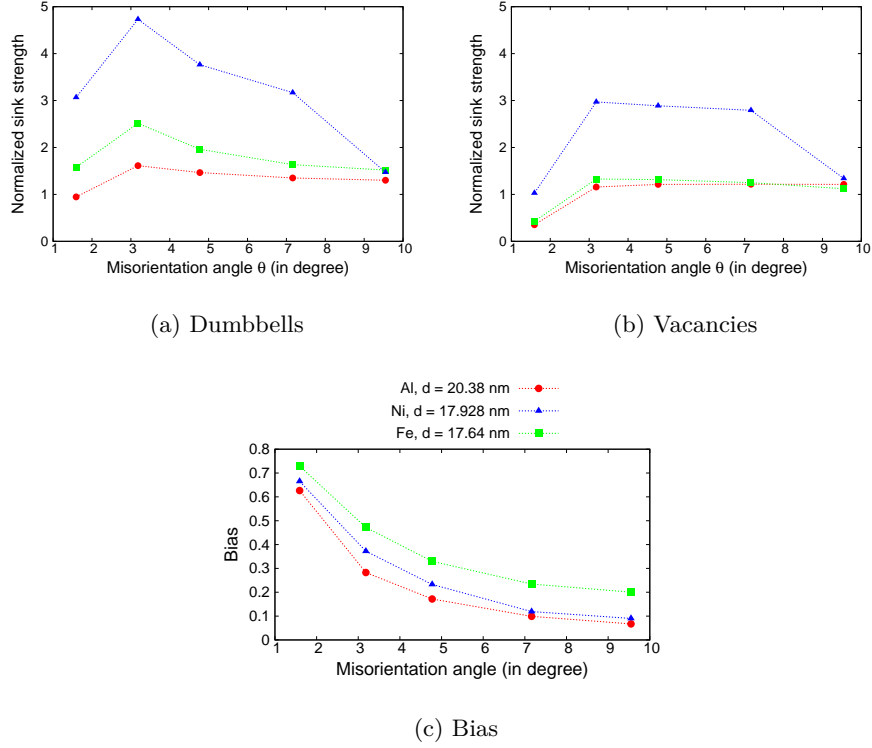 5
4
3
2
1
0
Normalized sink strength
1 2 3 4 5 6 7 8 9 10
Misorientation angle θ (in degree)
(a) Dumbbells
5
4
3
2
1
0
Normalized sink strength
1 2 3 4 5 6 7 8 9 10
Misorientation angle θ (in degree)
(b) Vacancies
Al, d = 20.38 nm
Ni, d = 17.928 nm
Fe, d = 17.64 nm
0.8
0.7
0.6
0.5
0.4
0.3
0.2
0.1
0
Bias
1 2 3 4 5 6 7 8 9 10
Misorientation angle (in degree)
(c) Bias